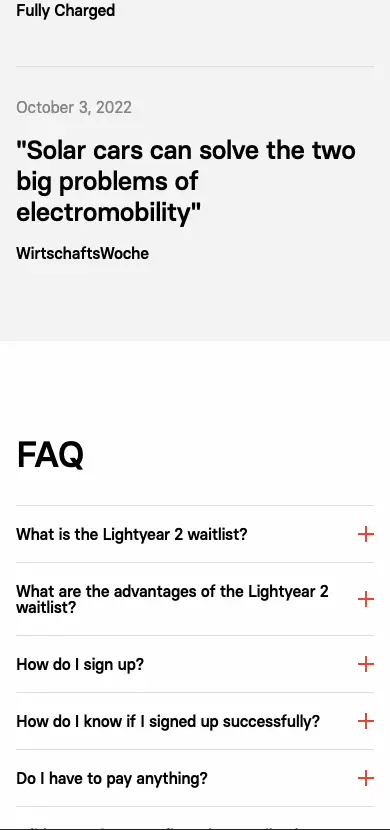 Fully Charged
October 3, 2022
"Solar cars can solve the two
big problems of
electromobility"
WirtschaftsWoche
FAQ
What is the Lightyear 2 waitlist?
What are the advantages of the Lightyear 2
waitlist?
How do I sign up?
How do I know if I signed up successfully?
Do I have to pay anything?